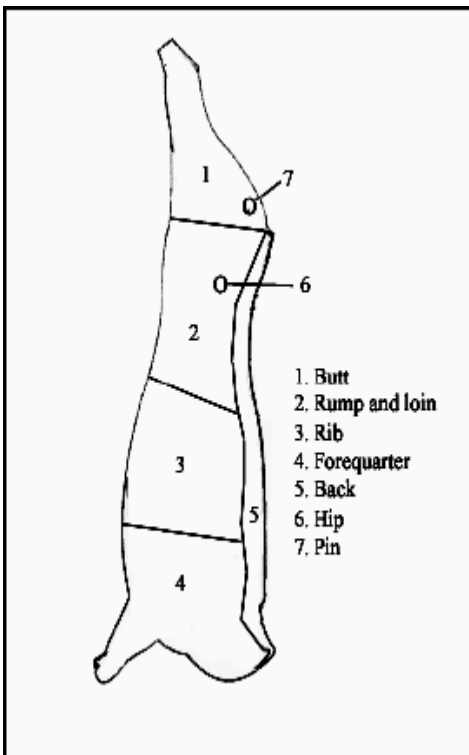 1
7
6
2
1. Butt
2. Rump and loin
3. Rib
4. Forequarter
5. Back
6. Hip
7. Pin
3
5
4